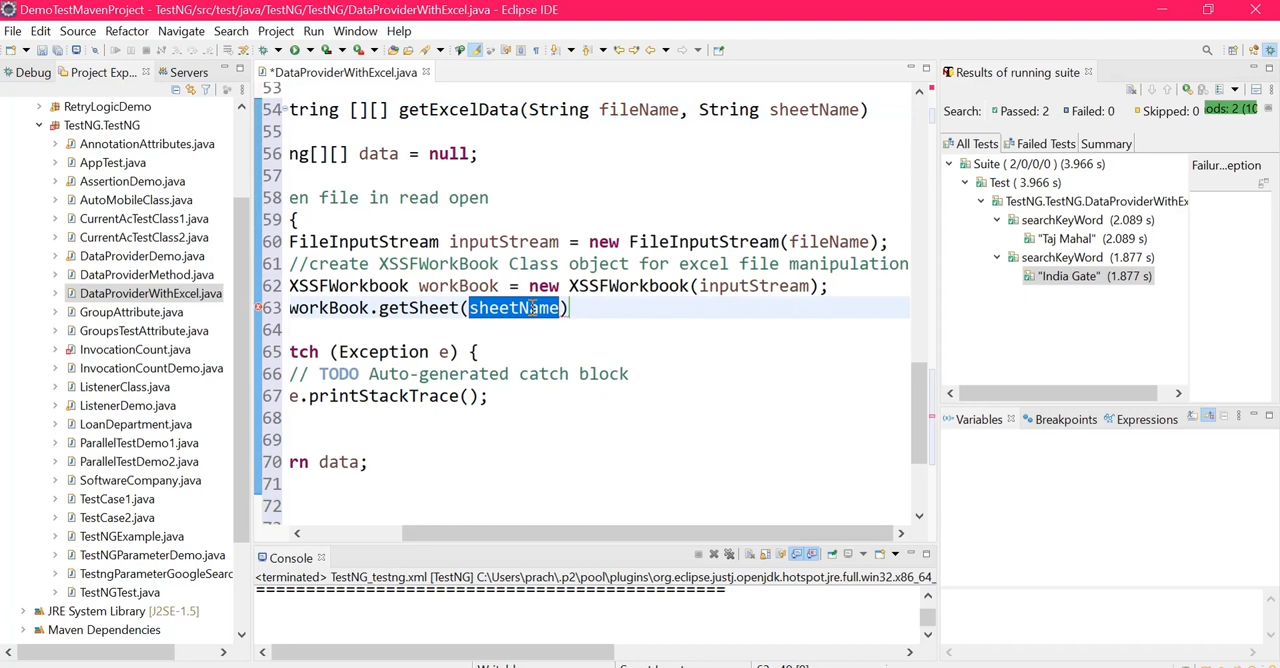 DemoTestMavenProject - TestNG/src/test/java/TestNG/TestNG/DataProviderWithExcel.java - Eclipse IDE
File Edit Source Refactor Navigate Search Project Run Window Help
Debug Project Exp... Servers
RetryLogicDemo
TestNG.TestNG
AnnotationAttributes.java
AppTest.java
AssertionDemo.java
AutoMobileClass.java
CurrentAcTestClass1.java
CurrentAcTestClass2.java
DataProviderDemo.java
DataProviderMethod.java
DataProviderWithExcel.java
GroupAttribute.java
GroupsTestAttribute.java
InvocationCount.java
InvocationCountDemo.java
ListenerClass.java
ListenerDemo.java
LoanDepartment.java
ParallelTestDemo1.java
ParallelTestDemo2.java
SoftwareCompany.java
TestCase1.java
TestCase2.java
TestNGExample.java
TestNGParameterDemo.java
TestngParameterGoogleSearc
TestNGTest.java
JRE System Library [J2SE-1.5]
Maven Dependencies
*DataProviderWithExcel.java
53
54 tring [][] getExcelData(String fileName, String sheetName)
55
56 ng[][] data = null;
57
58 en file in read open
59 {
60 FileInputStream inputStream = new FileInputStream(fileName);
61 //create XSSFWorkBook Class object for excel file manipulation
62 XSSFWorkbook workBook = new XSSFWorkbook(inputStream);
63 workBook.getSheet(sheetName)
64
65 tch (Exception e) {
66 // TODO Auto-generated catch block
67 e.printStackTrace();
68
69
70 rn data;
71
72
Console
<terminated> TestNG_testng.xml [TestNG] C:\Users\prach\.p2\pool\plugins\org.eclipse.justj.openjdk.hotspot.jre.full.win32.x86_64_
===============================================
Results of running suite
Search: Passed: 2 Failed: 0 Skipped: 0 ods: 2 (10
All Tests Failed Tests Summary
Suite ( 2/0/0/0 ) (3.966 s)
Test ( 3.966 s)
TestNG.TestNG.DataProviderWithEx
searchKeyWord (2.089 s)
"Taj Mahal" (2.089 s)
searchKeyWord (1.877 s)
"India Gate" (1.877 s)
Failur...eption
Variables Breakpoints Expressions